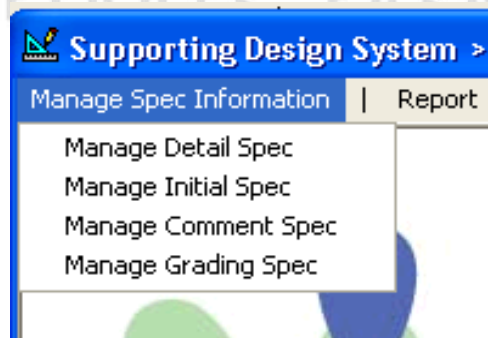 Supporting Design System >
Manage Spec Information | Report
Manage Detail Spec
Manage Initial Spec
Manage Comment Spec
Manage Grading Spec